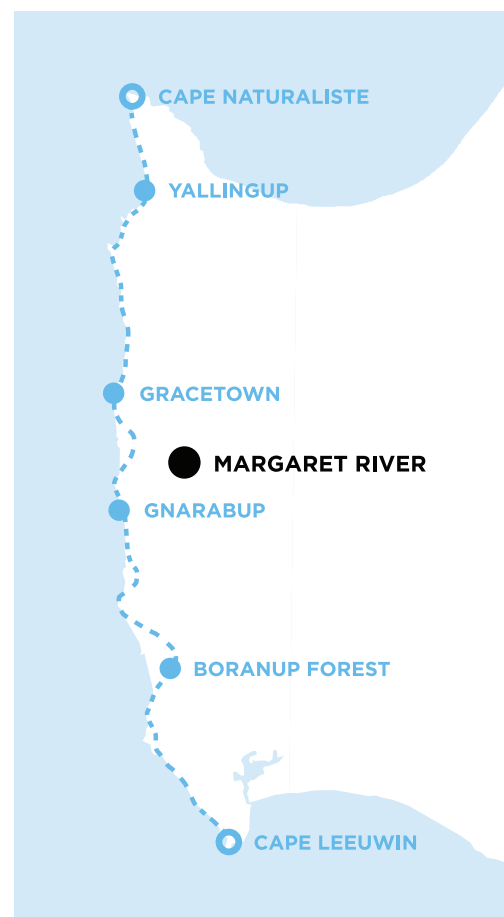 CAPE NATURALISTE
YALLINGUP
GRACETOWN
MARGARET RIVER
GNARABUP
BORANUP FOREST
CAPE LEEUWIN